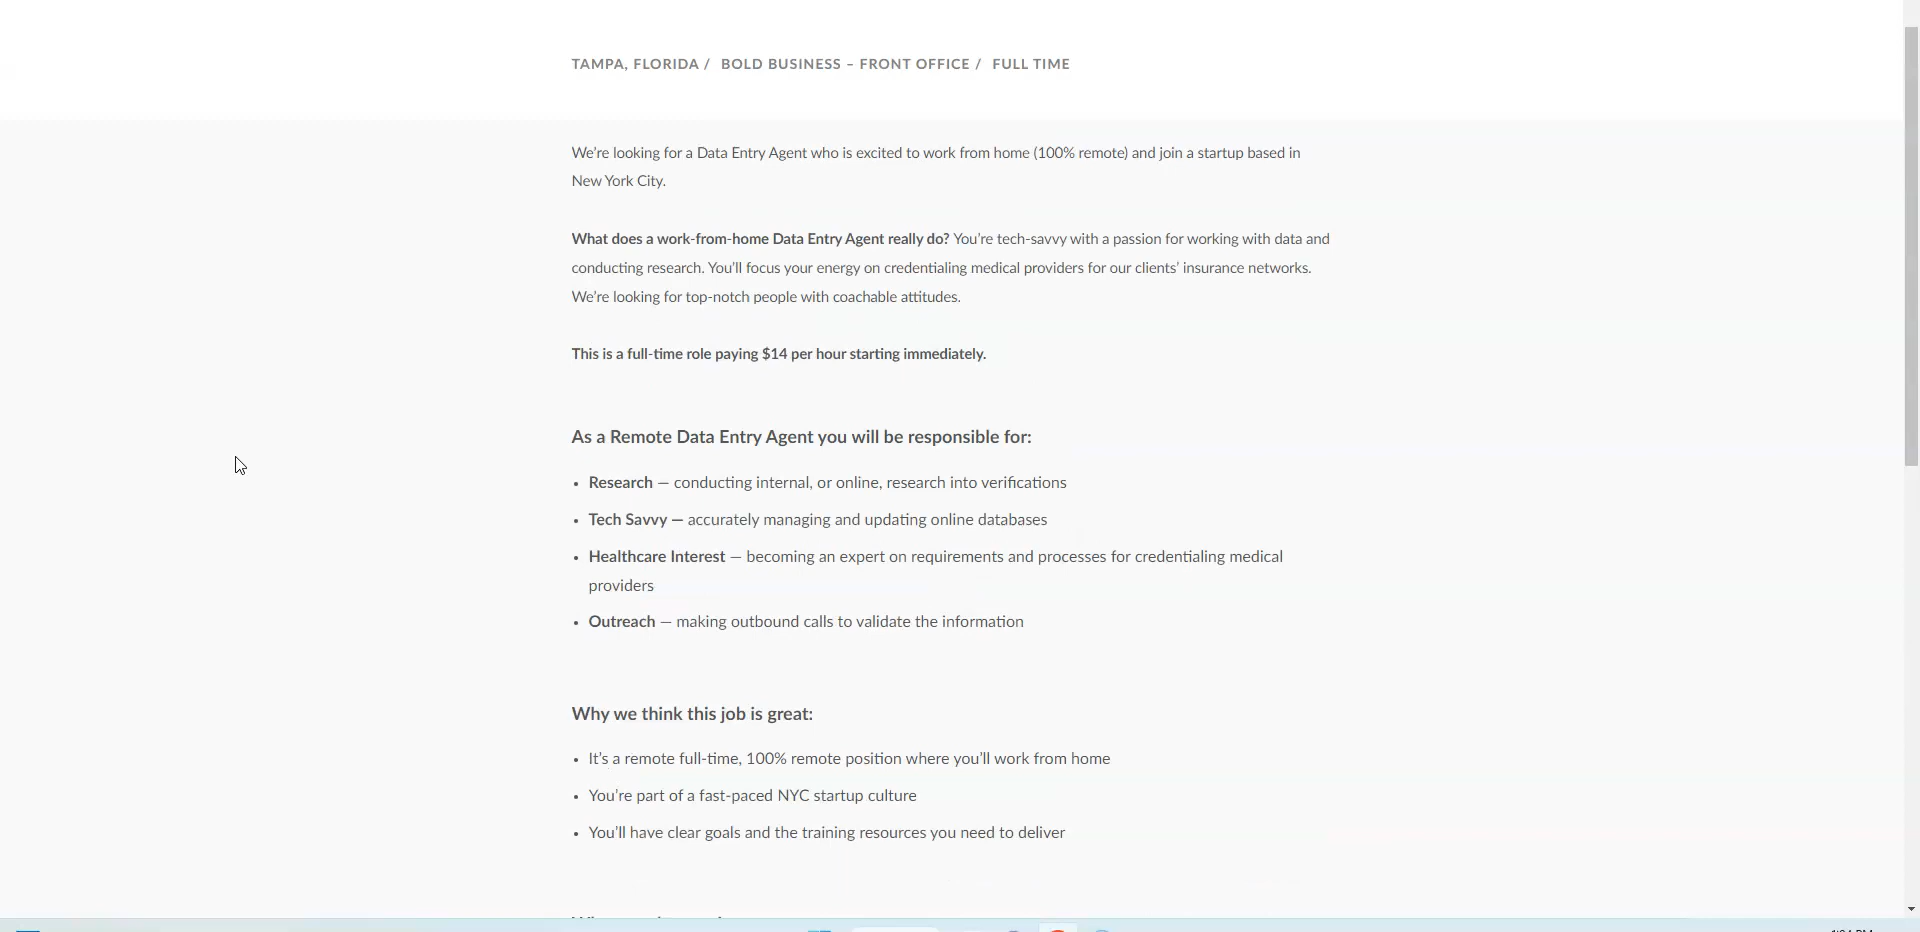 TAMPA, FLORIDA / BOLD BUSINESS – FRONT OFFICE / FULL TIME
We’re looking for a Data Entry Agent who is excited to work from home (100% remote) and join a startup based in
New York City.
What does a work-from-home Data Entry Agent really do? You’re tech-savvy with a passion for working with data and
conducting research. You’ll focus your energy on credentialing medical providers for our clients’ insurance networks.
We’re looking for top-notch people with coachable attitudes.
This is a full-time role paying $14 per hour starting immediately.
As a Remote Data Entry Agent you will be responsible for:
• Research — conducting internal, or online, research into verifications
• Tech Savvy — accurately managing and updating online databases
• Healthcare Interest — becoming an expert on requirements and processes for credentialing medical
providers
• Outreach — making outbound calls to validate the information
Why we think this job is great:
• It’s a remote full-time, 100% remote position where you’ll work from home
• You’re part of a fast-paced NYC startup culture
• You’ll have clear goals and the training resources you need to deliver